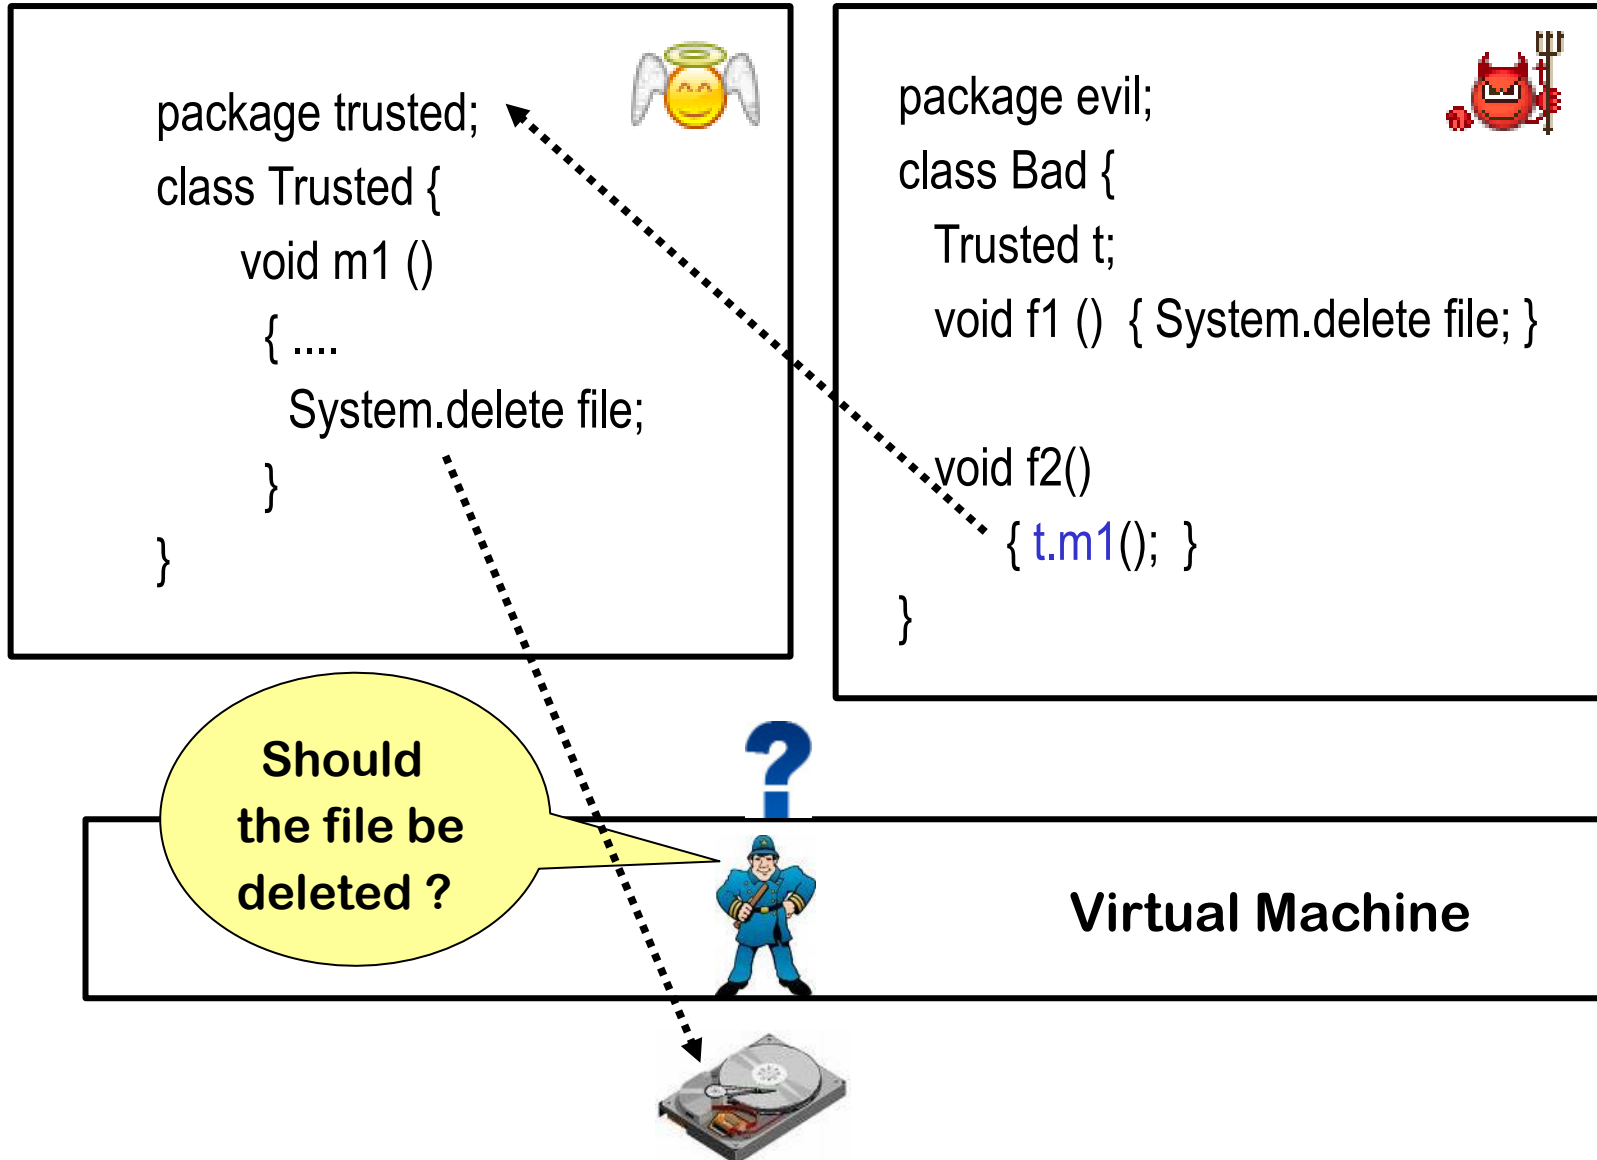 package trusted;
class Trusted {
void m1 ()
{ ....
System.delete file;
}
}
package evil;
class Bad {
Trusted t;
void f1 () { System.delete file; }
void f2()
{ t.m1(); }
}
Should
the file be
deleted ?
?
Virtual Machine